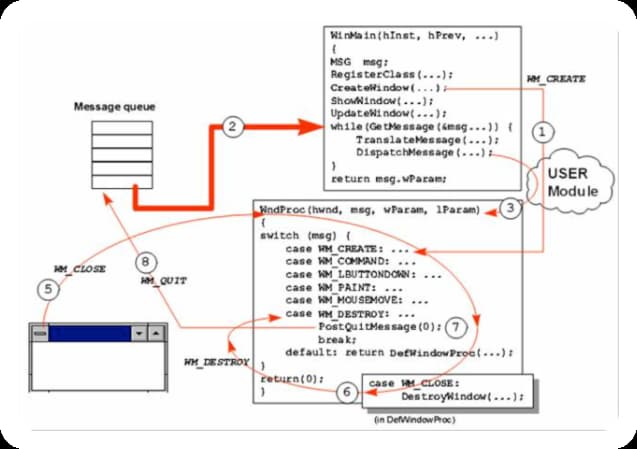 WinMain(hInst, hPrev, ...)
{
MSG  msg;
RegisterClass(...);
CreateWindow(...);
ShowWindow(...);
UpdateWindow(...);
while(GetMessage(&msg...)) {
TranslateMessage(...);
DispatchMessage(...);
}
return msg.wParam;
WM_CREATE
1
Message queue
2
USER
Module
3
WndProc(hwnd, msg, wParam, lParam)
{
switch (msg) {
case WM_CREATE: ...
case WM_COMMAND: ...
case WM_LBUTTONDOWN: ...
case WM_PAINT: ...
case WM_MOUSEMOVE: ...
case WM_DESTROY: ...
PostQuitMessage(0);
break;
default: return DefWindowProc(...);
}
return(0);
}
WM_CLOSE
5
8
WM_QUIT
7
WM_DESTROY
6
case WM_CLOSE:
DestroyWindow(...);
(in DefWindowProc)